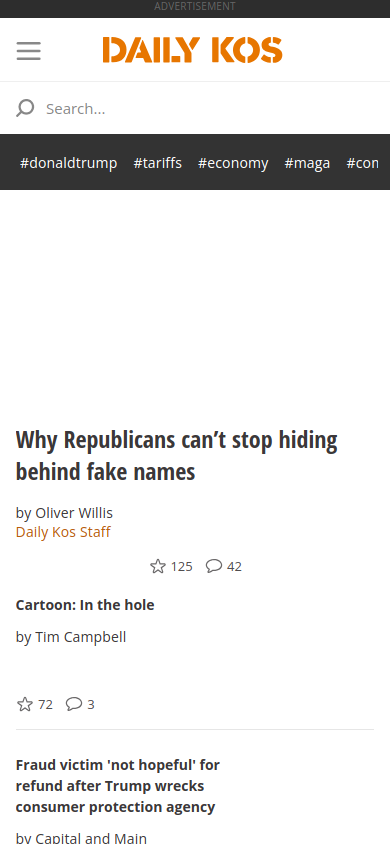 ADVERTISEMENT
DAILY KOS
Search...
#donaldtrump #tariffs #economy #maga #con
Why Republicans can’t stop hiding
behind fake names
by Oliver Willis
Daily Kos Staff
125 42
Cartoon: In the hole
by Tim Campbell
72 3
Fraud victim 'not hopeful' for
refund after Trump wrecks
consumer protection agency
by Capital and Main